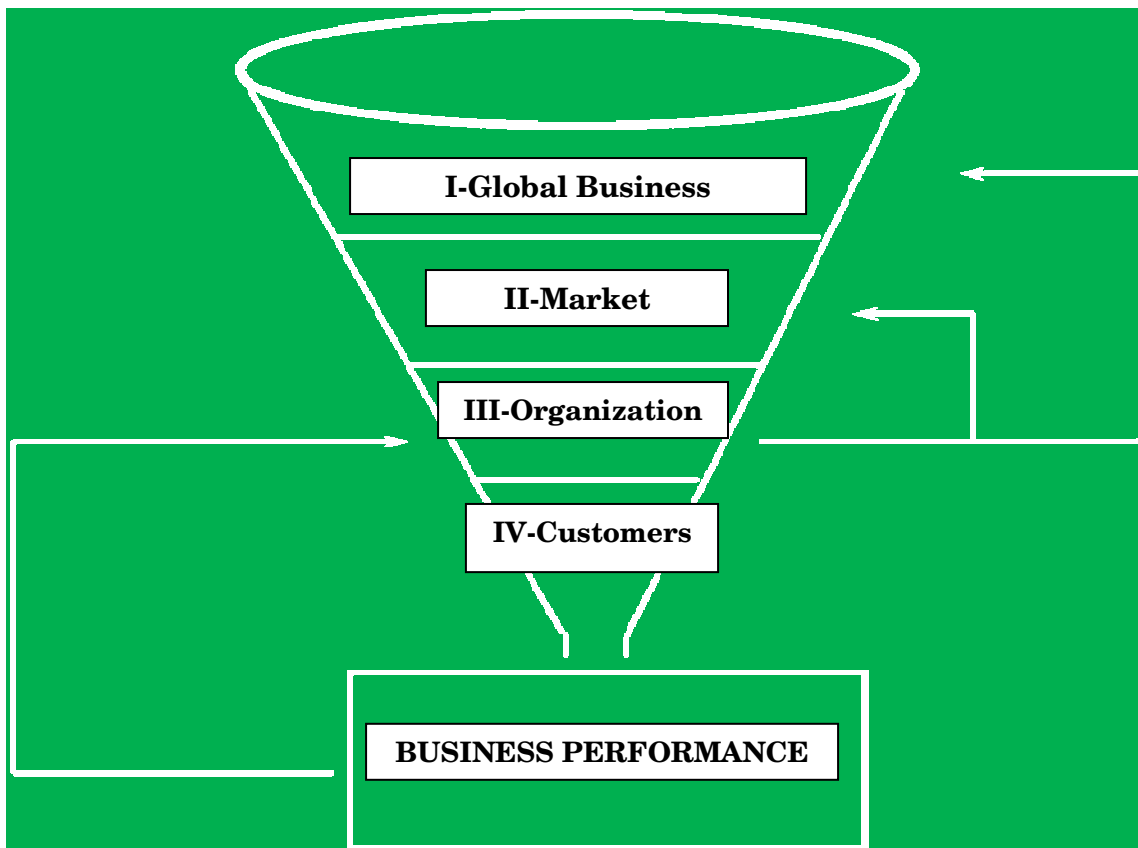 I-Global Business
II-Market
III-Organization
IV-Customers
BUSINESS PERFORMANCE